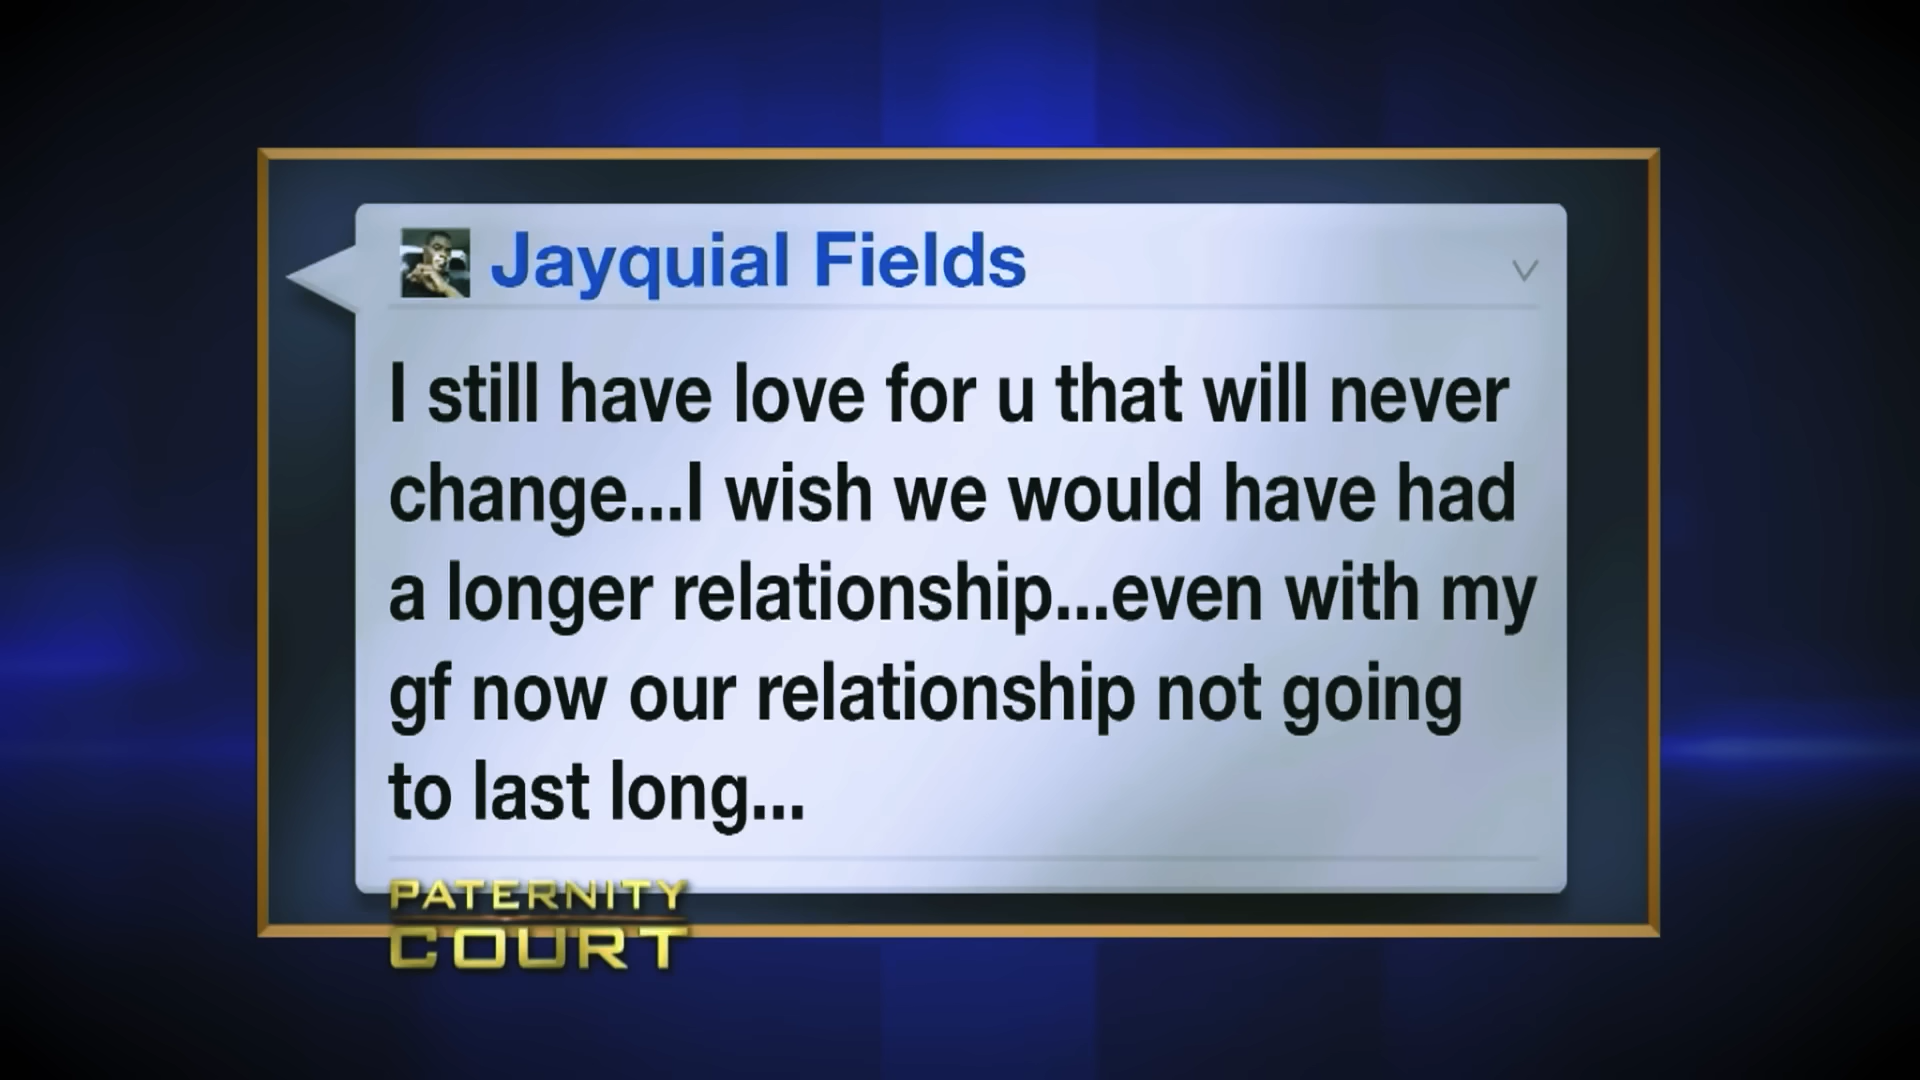 Jayquial Fields
I still have love for u that will never
change...I wish we would have had
a longer relationship...even with my
gf now our relationship not going
to last long...
PATERNITY
COURT